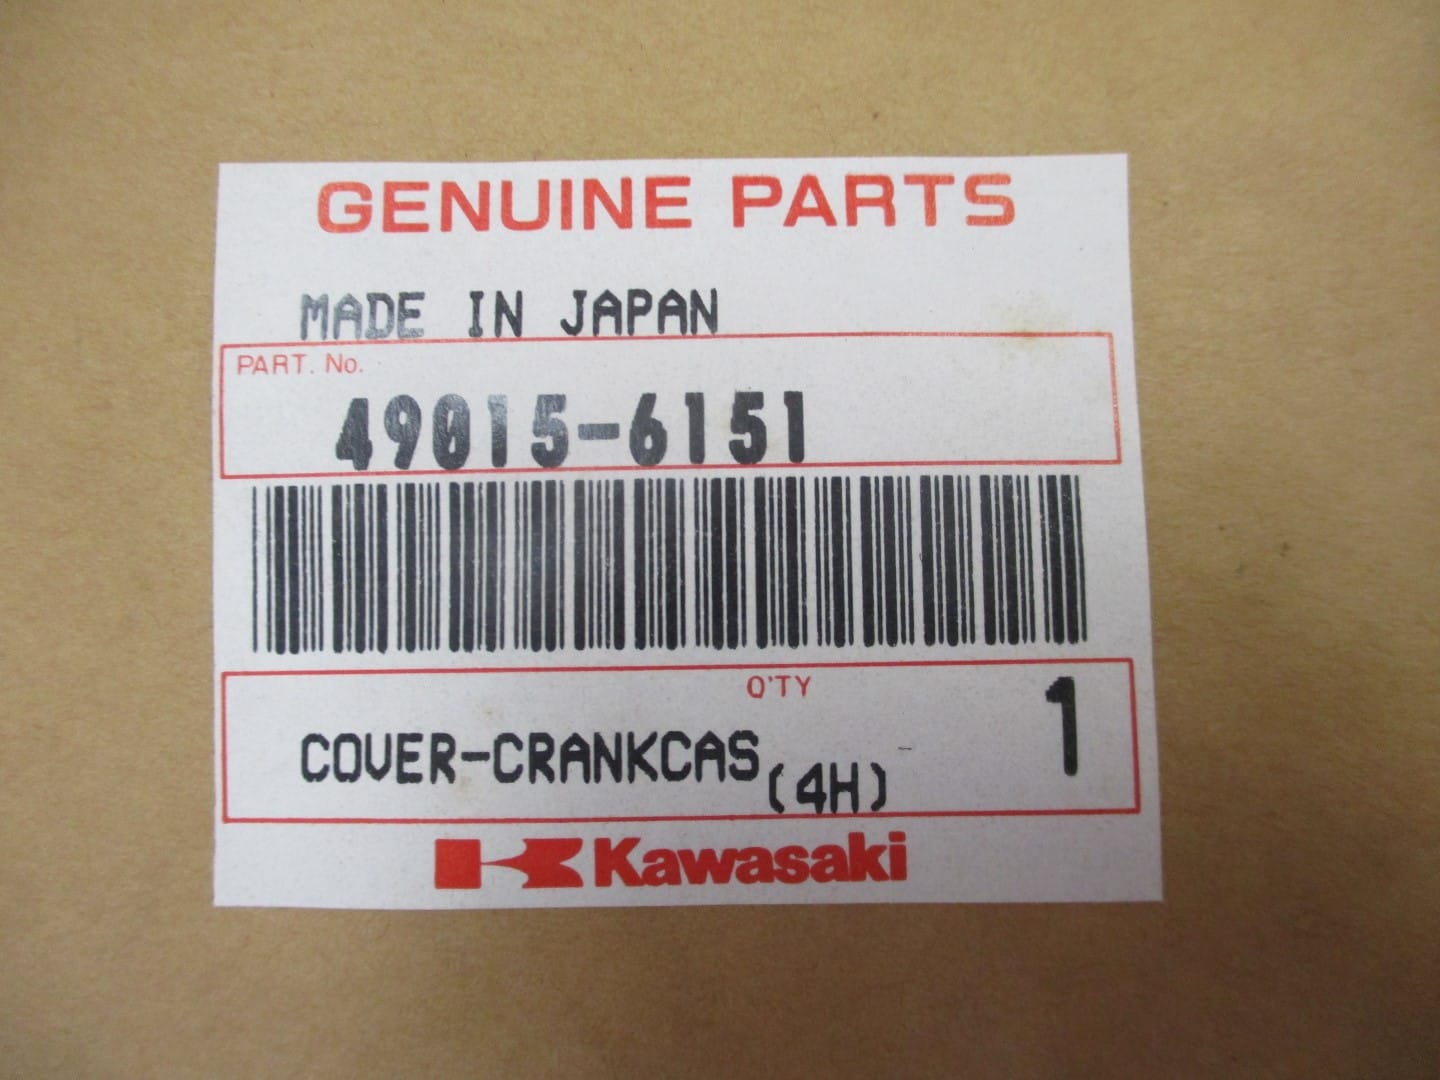 GENUINE PARTS
MADE IN JAPAN
PART. No.
49015-6151
Q'TY
1
COVER-CRANKCAS (4H)
Kawasaki